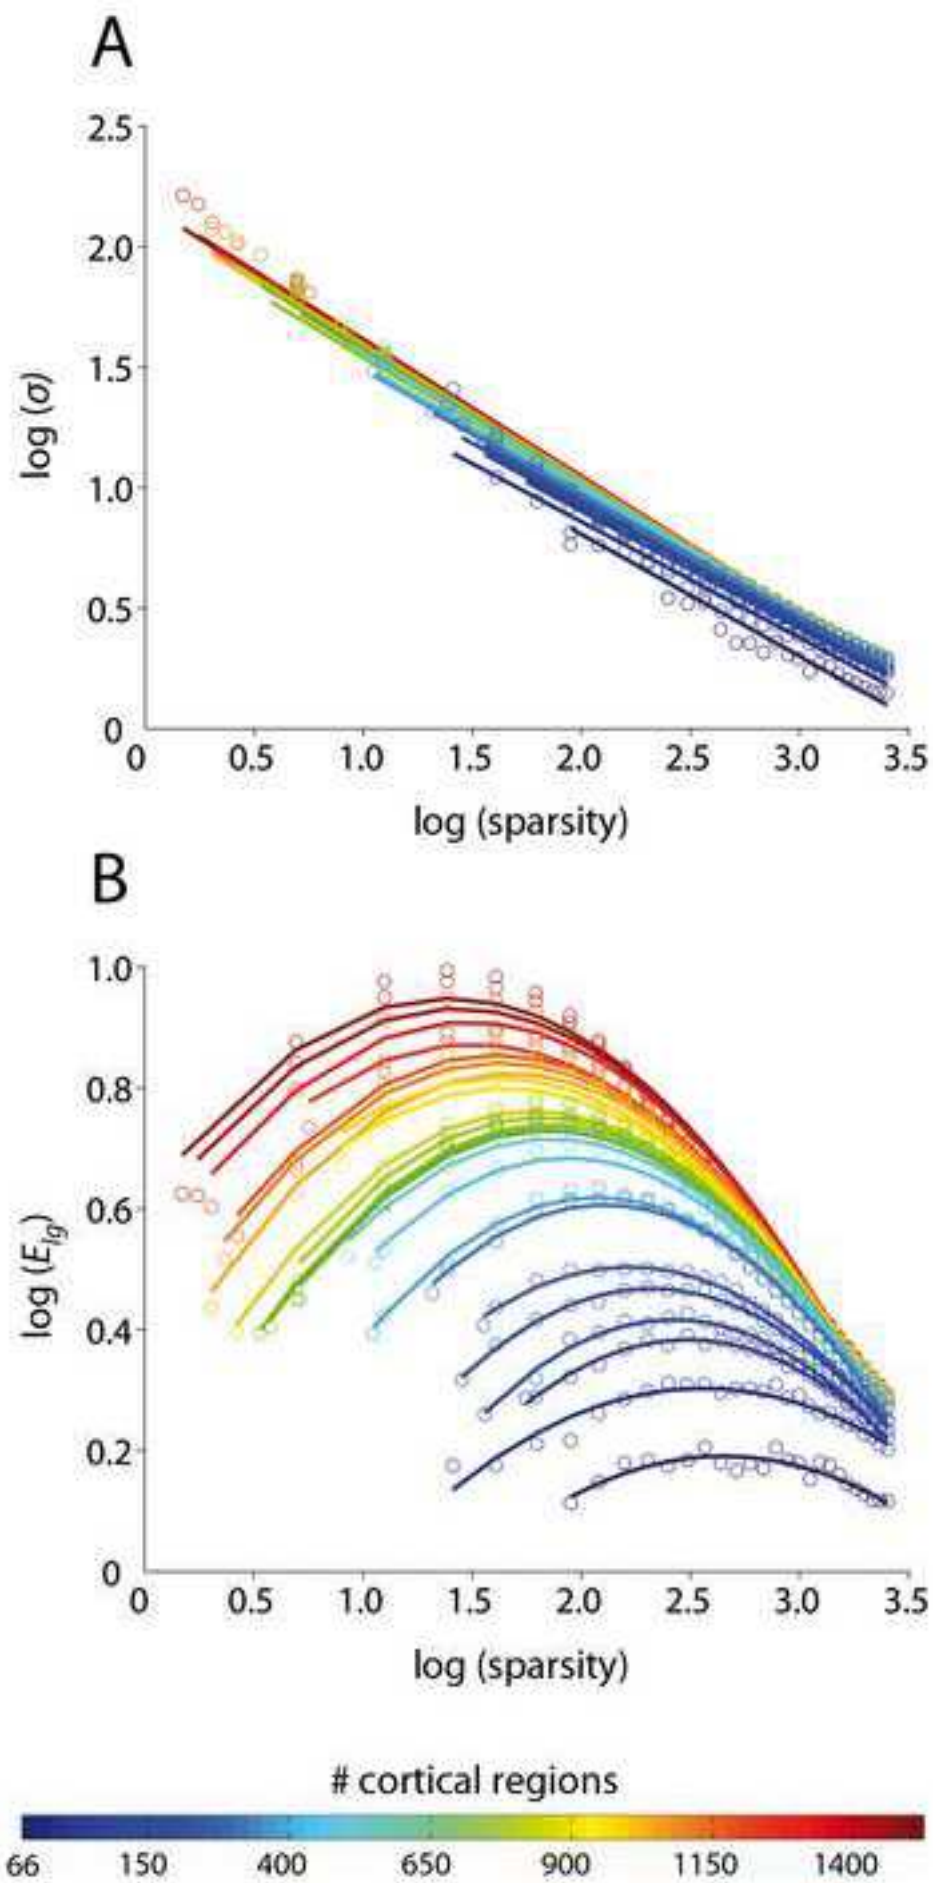 A
2.5
2.0
1.5
1.0
0.5
0
log (σ)
0 0.5 1.0 1.5 2.0 2.5 3.0 3.5
log (sparsity)
B
1.0
0.8
0.6
0.4
0.2
0
log (Elg)
0 0.5 1.0 1.5 2.0 2.5 3.0 3.5
log (sparsity)
# cortical regions
66 150 400 650 900 1150 1400